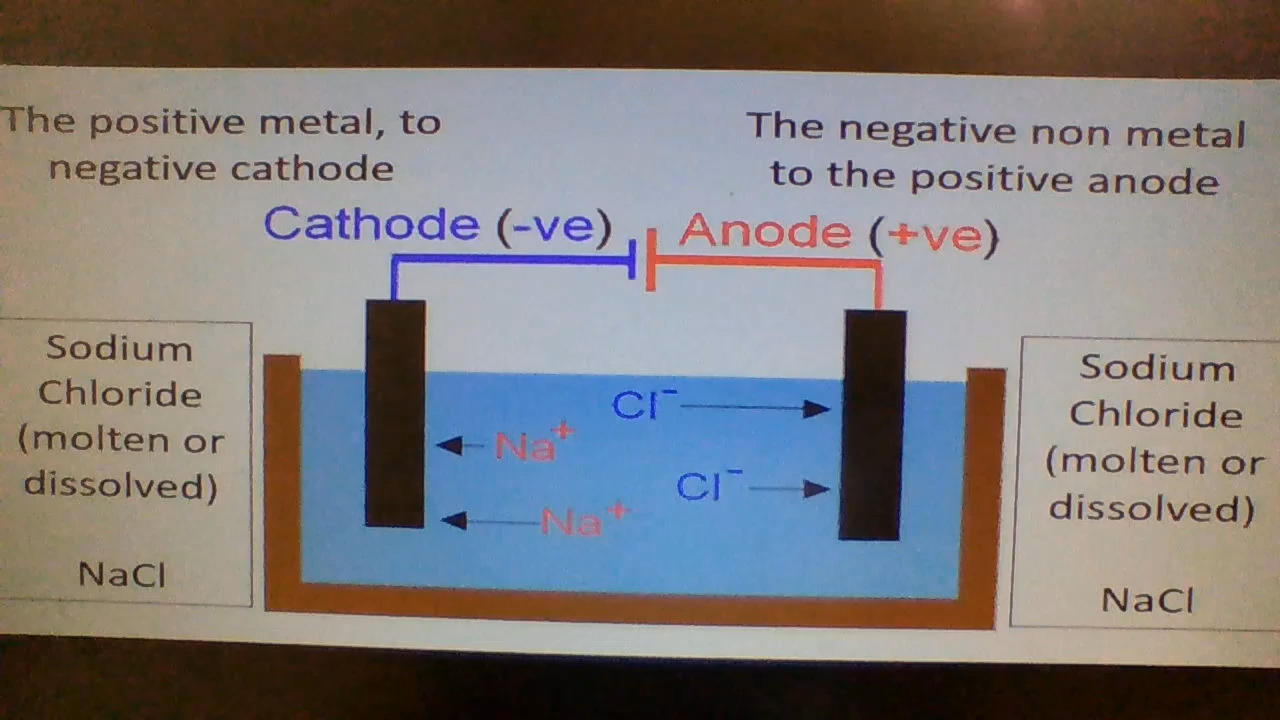 The positive metal, to
negative cathode
The negative non metal
to the positive anode
Cathode (-ve)
Anode (+ve)
Sodium
Chloride
(molten or
dissolved)
NaCl
Cl⁻
Na⁺
Cl⁻
Na⁺
Sodium
Chloride
(molten or
dissolved)
NaCl